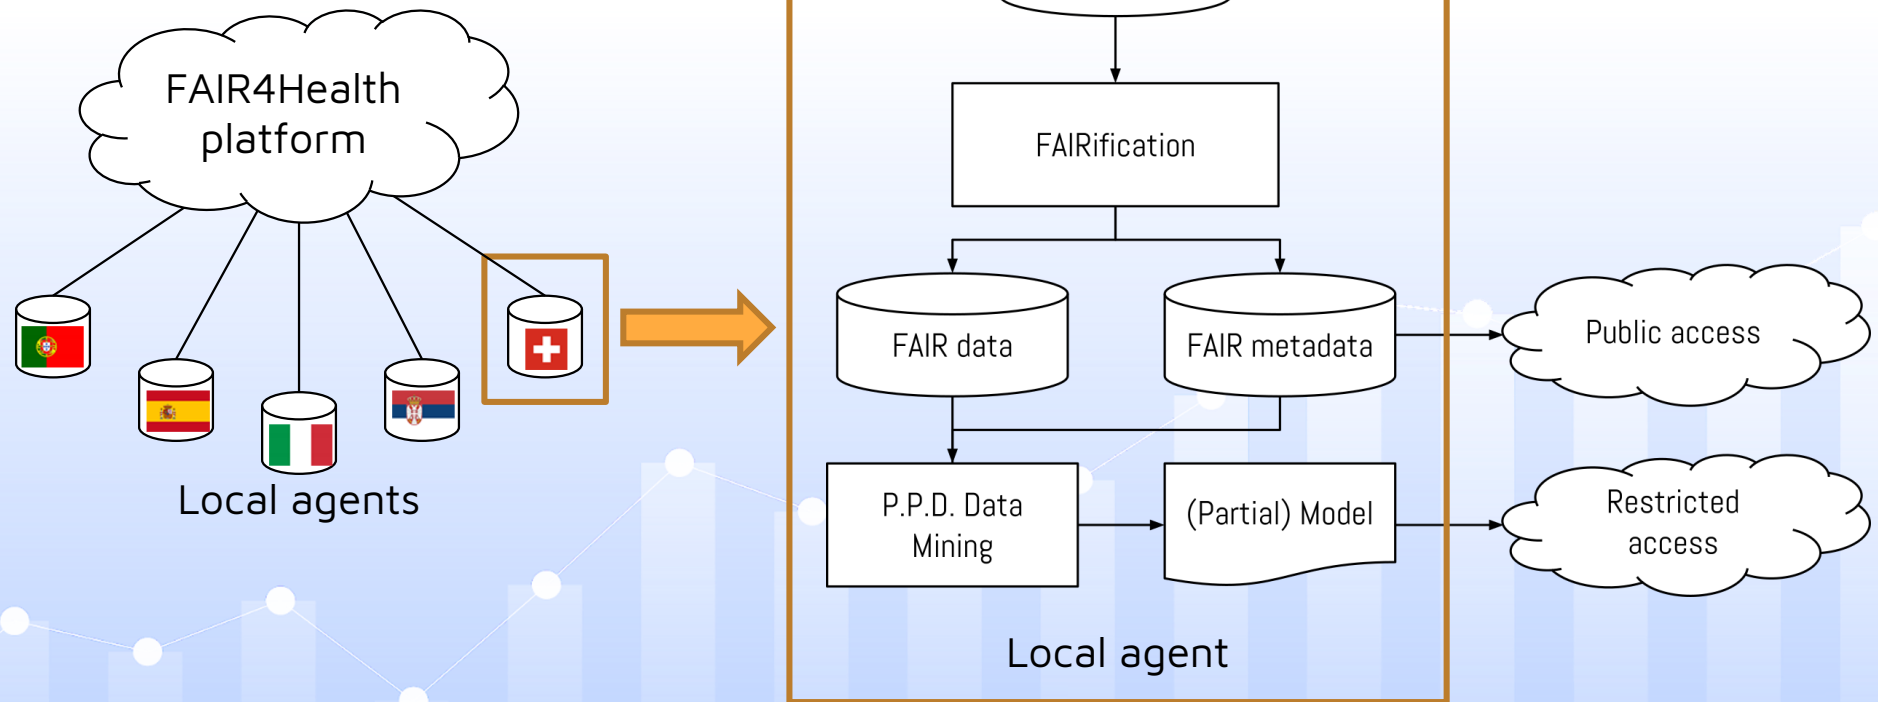 FAIR4Health
platform
Local agents
FAIRification
FAIR data
FAIR metadata
Public access
P.P.D. Data
Mining
(Partial) Model
Restricted
access
Local agent